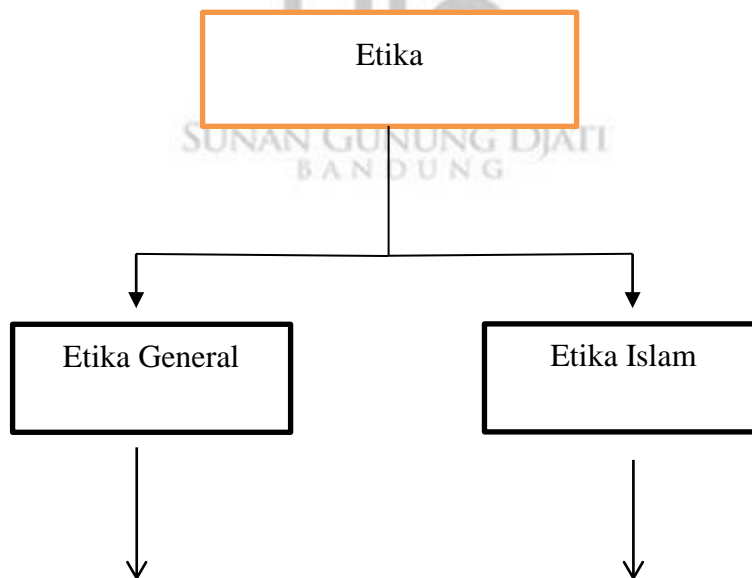 Etika
SUNAN GUNUNG DJATI
BANDUNG
Etika General
Etika Islam